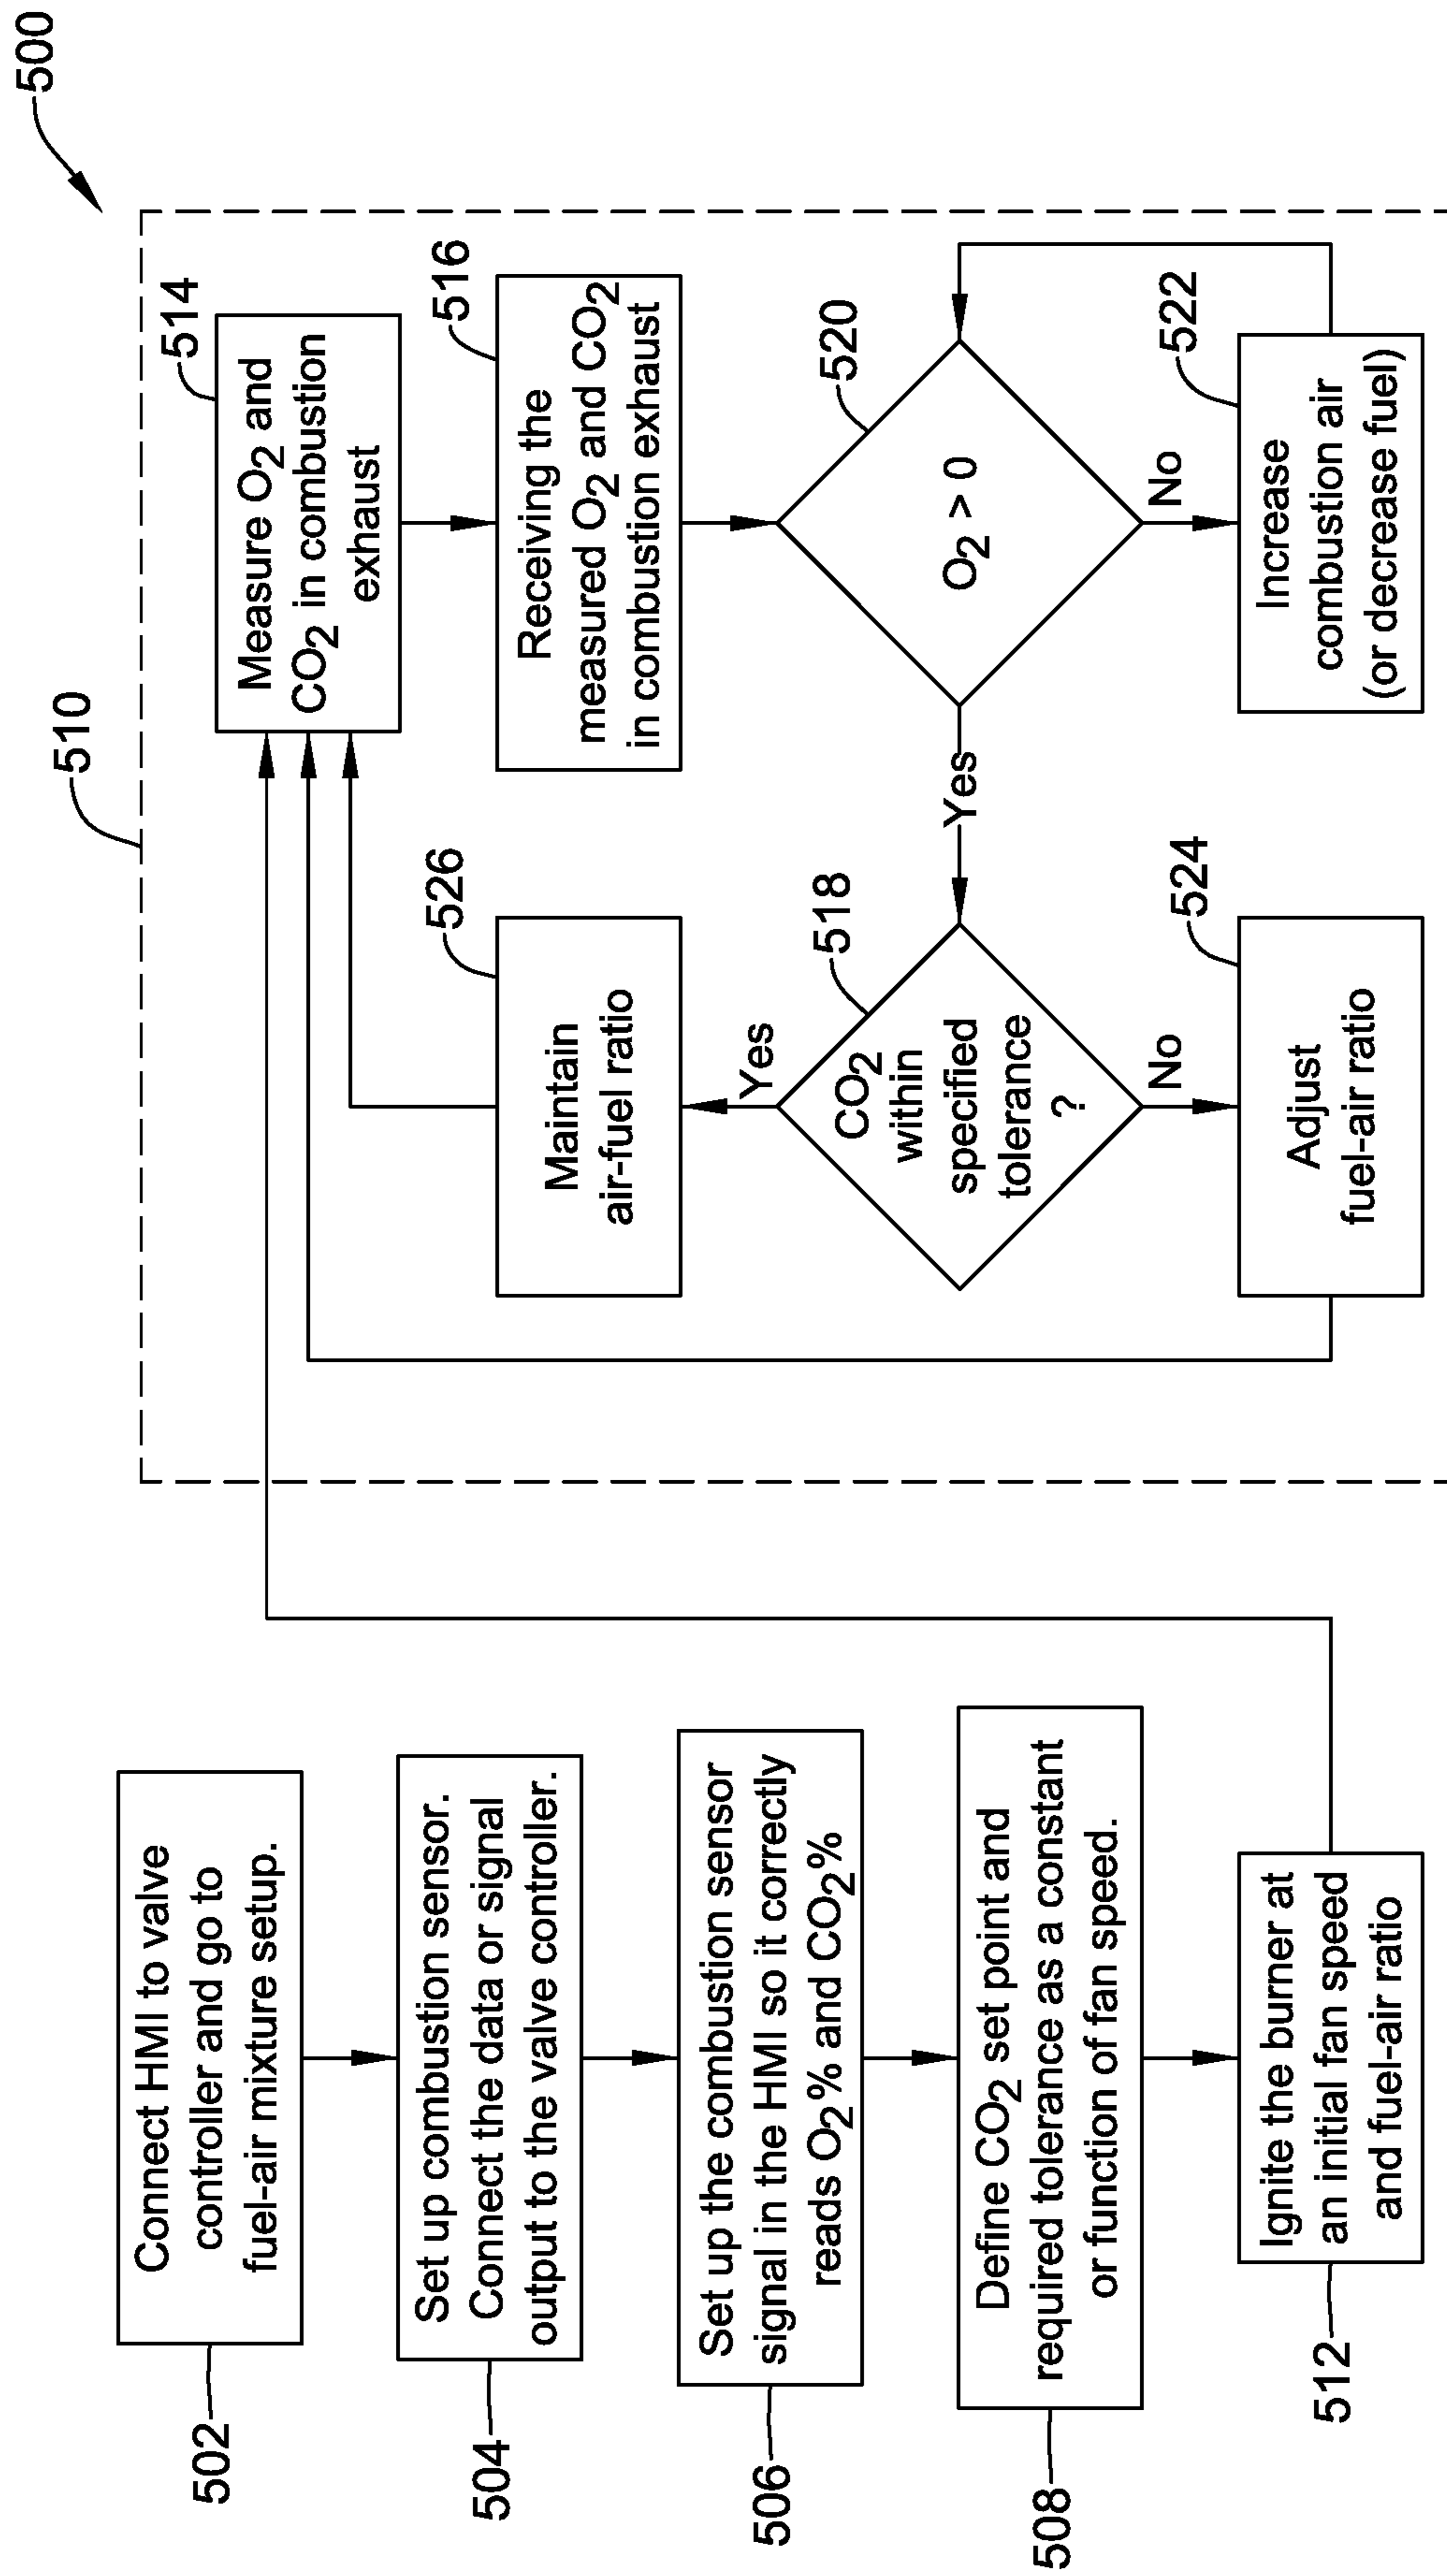 500
502
Connect HMI to valve
controller and go to
fuel-air mixture setup.
504
Set up combustion sensor.
Connect the data or signal
output to the valve controller.
506
Set up the combustion sensor
signal in the HMI so it correctly
reads O2% and CO2%
508
Define CO2 set point and
required tolerance as a constant
or function of fan speed.
512
Ignite the burner at
an initial fan speed
and fuel-air ratio
510
514
Measure O2 and
CO2 in combustion
exhaust
516
Receiving the
measured O2 and CO2
in combustion exhaust
520
O2 > 0
No
522
Increase
combustion air
(or decrease fuel)
Yes
518
CO2
within
specified
tolerance
?
Yes
526
Maintain
air-fuel ratio
No
524
Adjust
fuel-air ratio